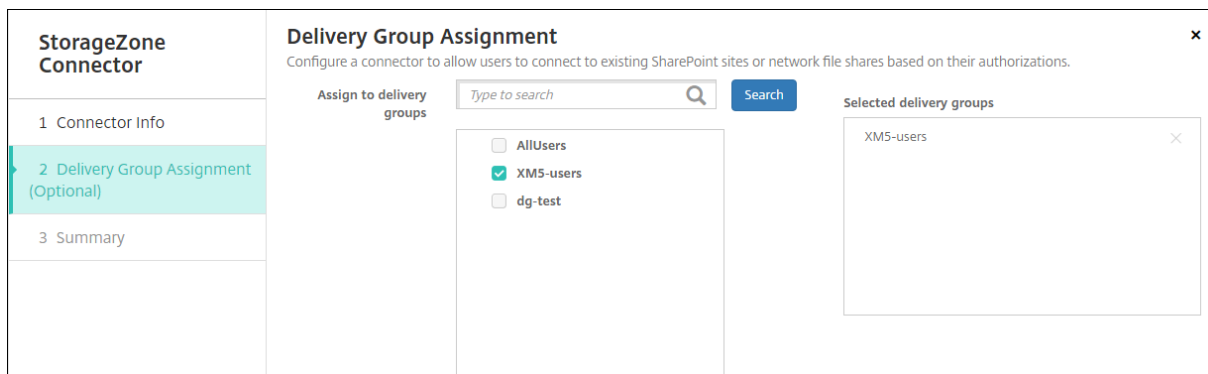 StorageZone
Connector
1 Connector Info
2 Delivery Group Assignment
(Optional)
3 Summary
Delivery Group Assignment
Configure a connector to allow users to connect to existing SharePoint sites or network file shares based on their authorizations.
Assign to delivery
groups
Type to search
Search
AllUsers
XM5-users
dg-test
Selected delivery groups
XM5-users